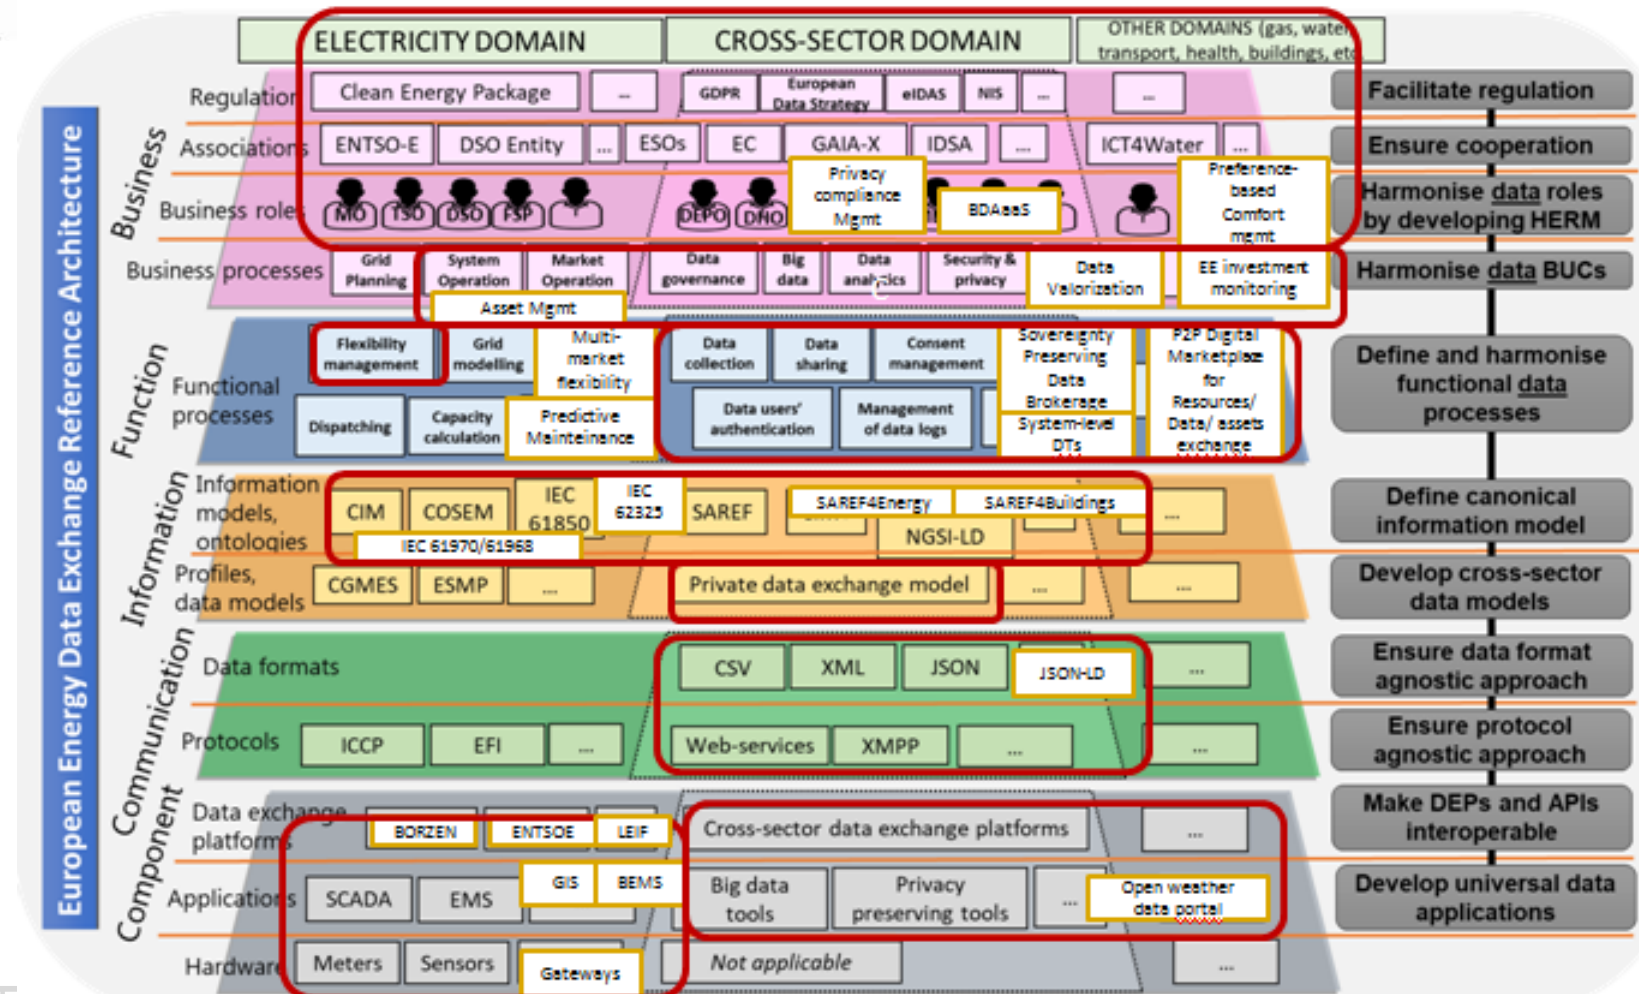 ELECTRICITY DOMAIN
CROSS-SECTOR DOMAIN
OTHER DOMAINS (gas, water
transport, health, buildings, etc
European Energy Data Exchange Reference Architecture
Business
Regulation
Clean Energy Package
...
GDPR
European
Data Strategy
eIDAS
NIS
...
...
Facilitate regulation
Associations
ENTSO-E
DSO Entity
...
ESOs
EC
GAIA-X
IDSA
...
ICT4Water
...
Ensure cooperation
Business roles
MO
TSO
DSO
FSP
DEPO
DHO
Privacy
compliance
Mgmt
BDAaaS
Preference-
based
Comfort
mgmt
Harmonise data roles
by developing HERM
Business processes
Grid
Planning
System
Operation
Market
Operation
Asset Mgmt
Data
governance
Big
data
Data
analytics
Security &
privacy
Data
Valorization
EE investment
monitoring
Harmonise data BUCs
Function
Functional
processes
Flexibility
management
Grid
modelling
Multi-
market
flexibility
Dispatching
Capacity
calculation
Predictive
Mainteinance
Data
collection
Data
sharing
Consent
management
Data users'
authentication
Management
of data logs
Sovereignty
Preserving
Data
Brokerage
System-level
DTs
P2P Digital
Marketplace
for
Resources/
Data/ assets
exchange
Define and harmonise
functional data
processes
Information
Information
models,
ontologies
CIM
COSEM
IEC
61850
IEC
62325
IEC 61970/61968
SAREF
SAREF4Energy
SAREF4Buildings
NGSI-LD
...
Define canonical
information model
Profiles,
data models
CGMES
ESMP
...
Private data exchange model
...
...
Develop cross-sector
data models
Communication
Data formats
CSV
XML
JSON
JSON-LD
...
Ensure data format
agnostic approach
Protocols
ICCP
EFI
...
Web-services
XMPP
...
...
Ensure protocol
agnostic approach
Component
Data exchange
platforms
BORZEN
ENTSOE
LEIF
Cross-sector data exchange platforms
...
Make DEPs and APIs
interoperable
Applications
SCADA
EMS
GIS
BEMS
Big data
tools
Privacy
preserving tools
...
Open weather
data portal
Develop universal data
applications
Hardware
Meters
Sensors
Gateways
Not applicable
...